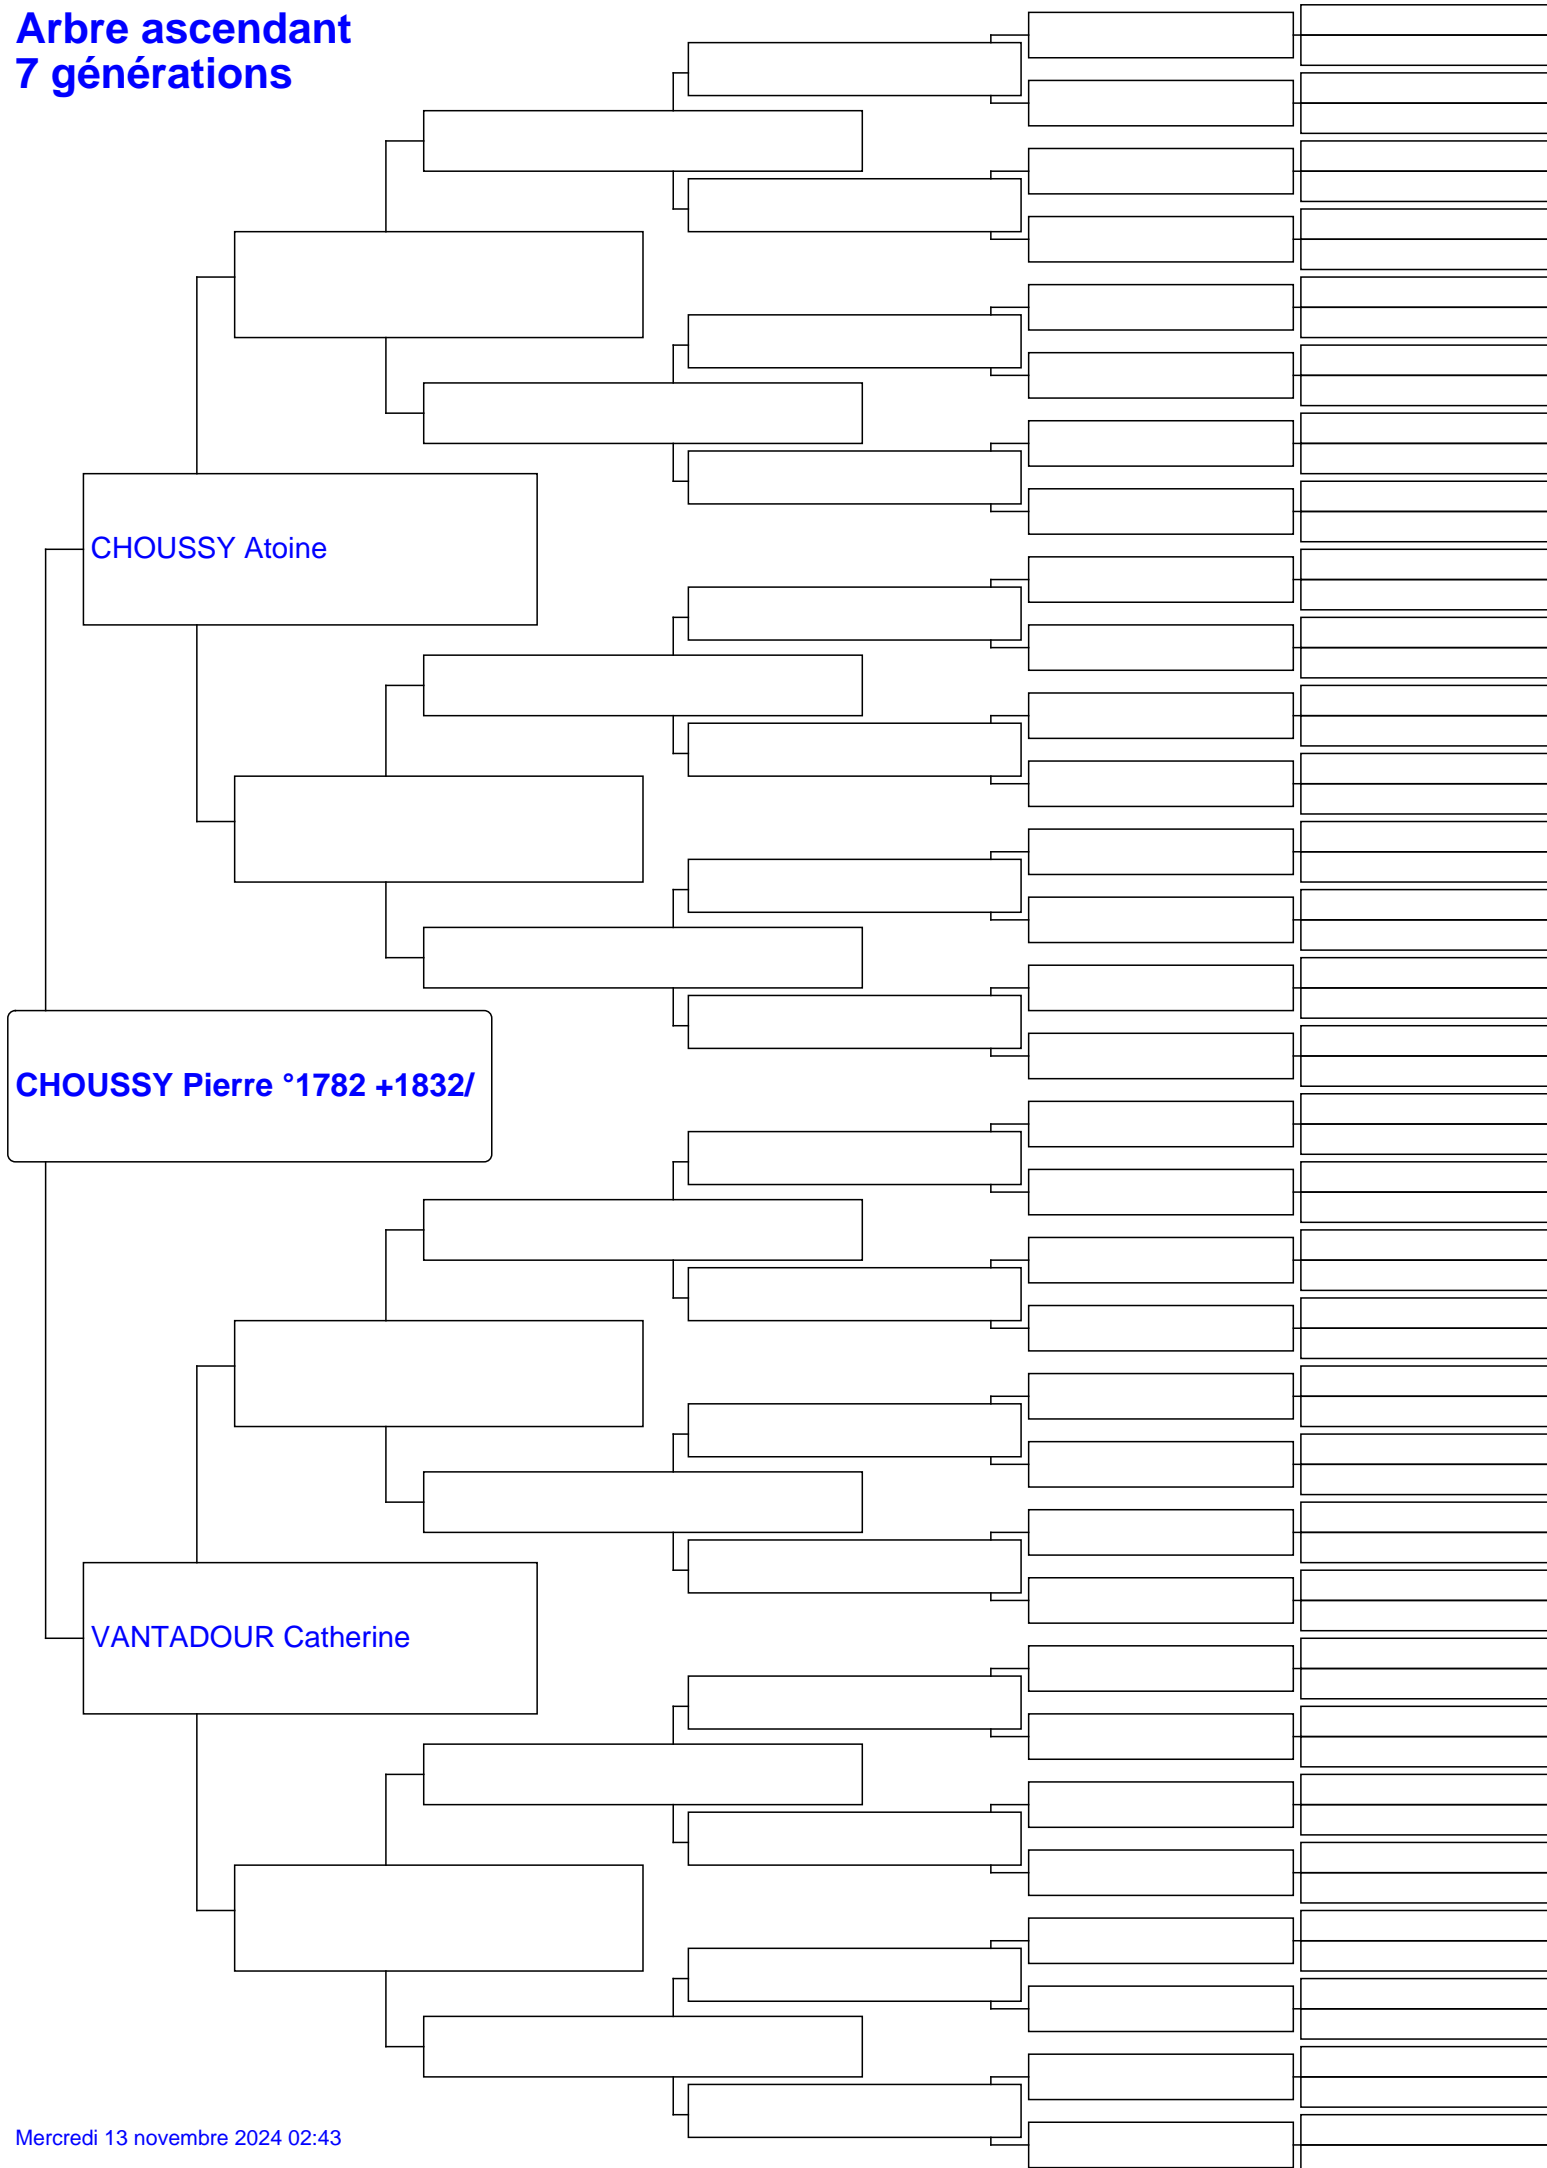 Arbre ascendant
7 générations
CHOUSSY Atoine
CHOUSSY Pierre °1782 +1832/
VANTADOUR Catherine
Mercredi 13 novembre 2024 02:43